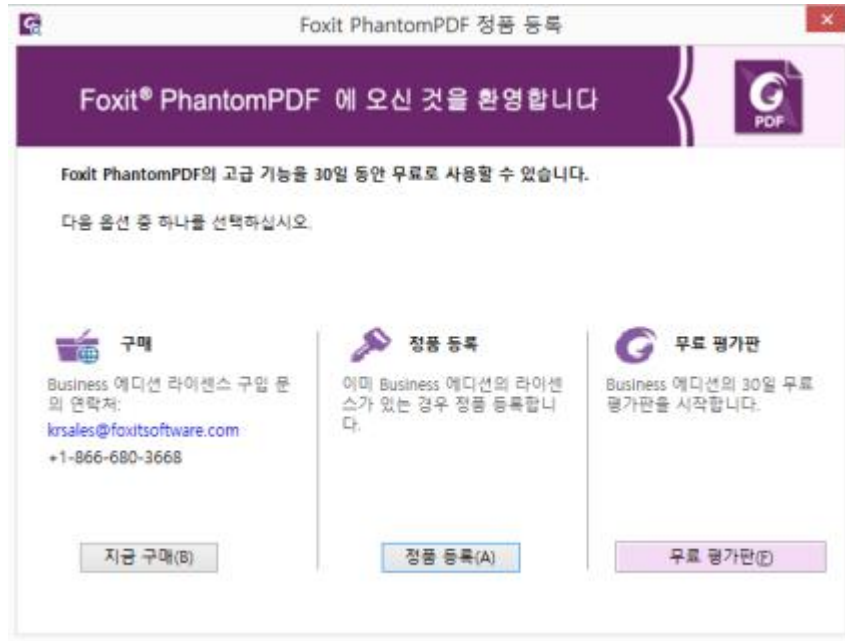 Foxit PhantomPDF 정품 등록
Foxit® PhantomPDF 에 오신 것을 환영합니다
PDF
Foxit PhantomPDF의 고급 기능을 30일 동안 무료로 사용할 수 있습니다.
다음 옵션 중 하나를 선택하십시오.
구매
Business 에디션 라이센스 구입 문
의 연락처:
krsales@foxitsoftware.com
+1-866-680-3668
지금 구매(B)
정품 등록
이미 Business 에디션의 라이센
스가 있는 경우 정품 등록합니
다.
정품 등록(A)
무료 평가판
Business 에디션의 30일 무료
평가판을 시작합니다.
무료 평가판(F)